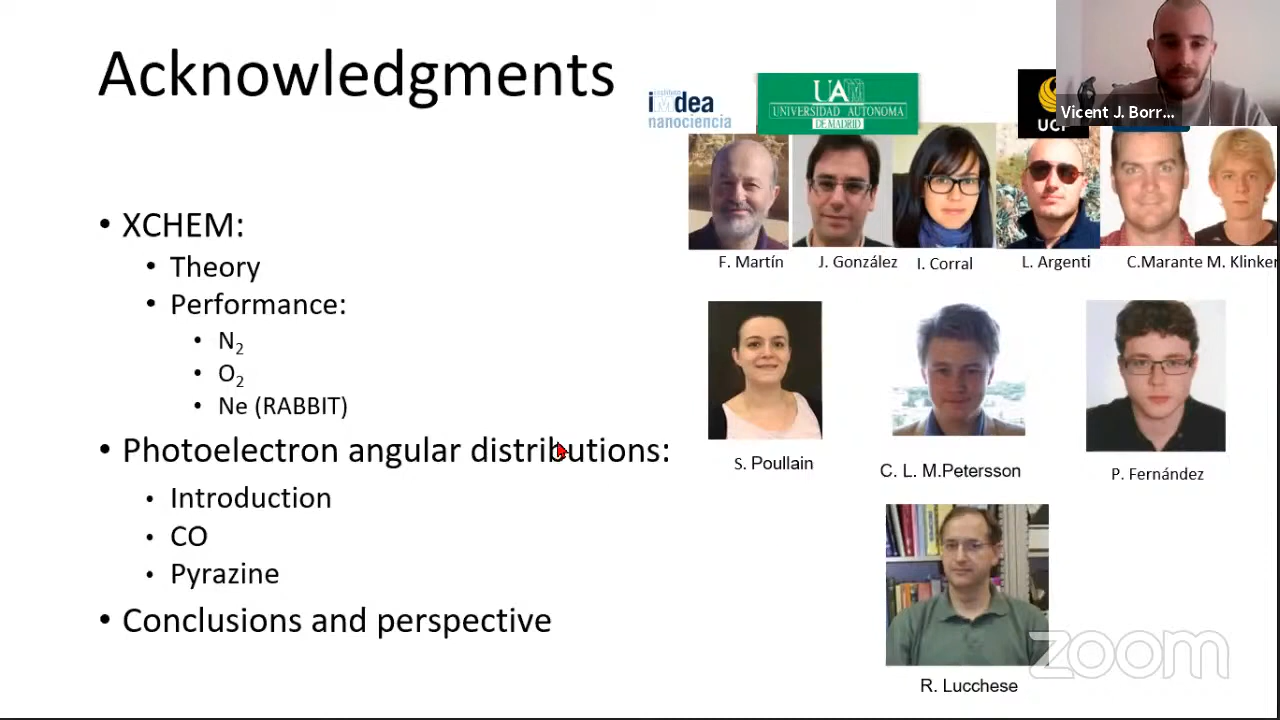 Acknowledgments
• XCHEM:
• Theory
• Performance:
• N2
• O2
• Ne (RABBIT)
• Photoelectron angular distributions:
• Introduction
• CO
• Pyrazine
• Conclusions and perspective
imdea
nanociencia
UAM
UNIVERSIDAD AUTONOMA
DE MADRID
UCF
Vicent J. Borr...
F. Martín
J. González
I. Corral
L. Argenti
C.Marante M. Klinker
S. Poullain
C. L. M.Petersson
P. Fernández
R. Lucchese
zoom